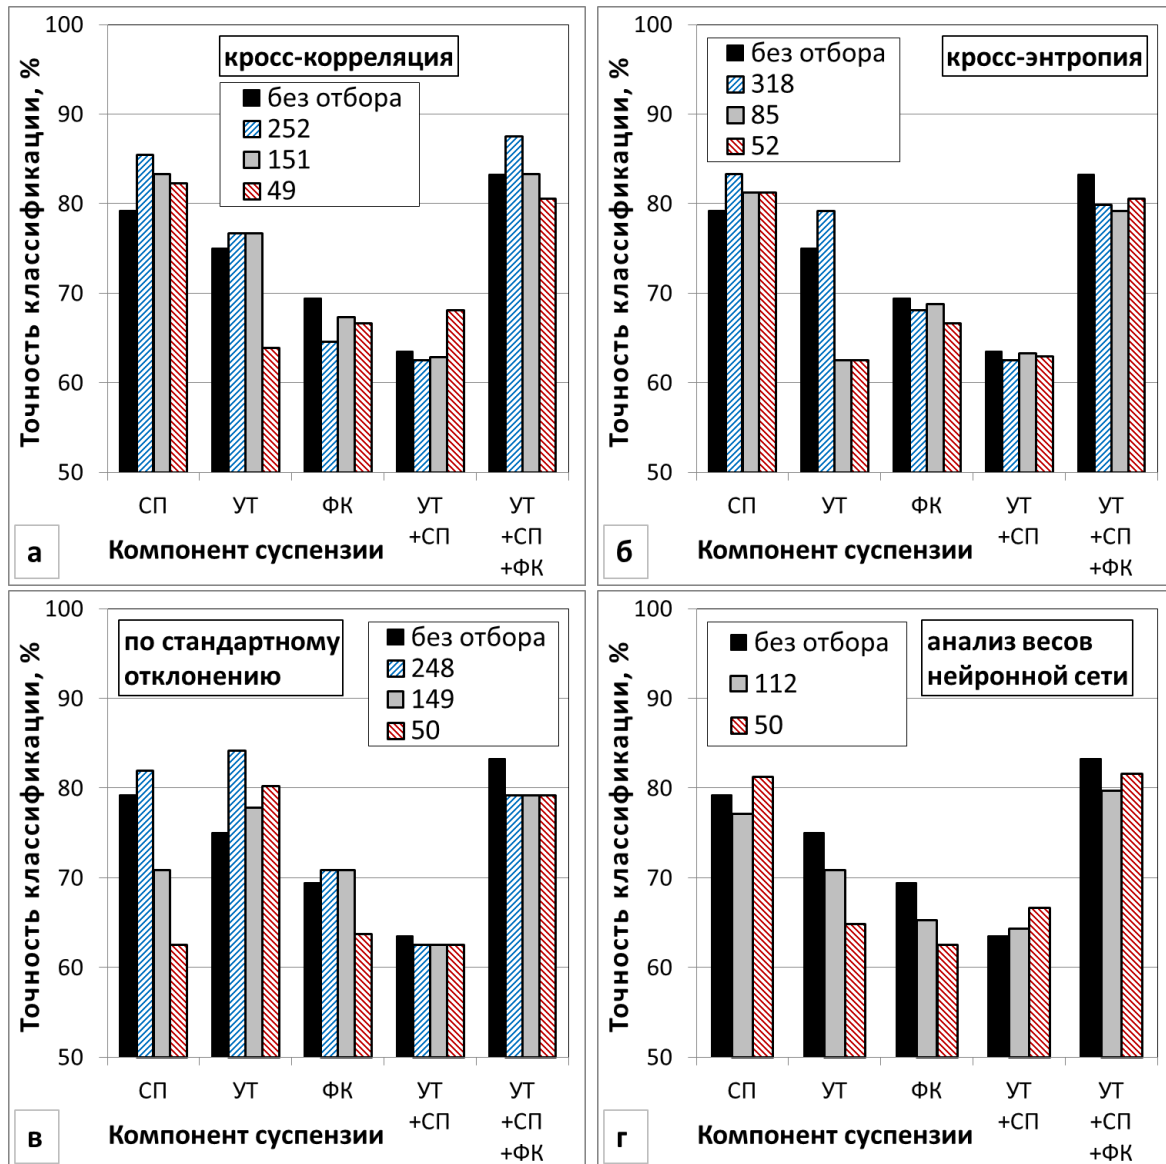 кросс-корреляция
без отбора
252
151
49
Точность классификации, %
100
90
80
70
60
50
СП УТ ФК УТ УТ
+СП +СП
+ФК
Компонент суспензии
а
кросс-энтропия
без отбора
318
85
52
Точность классификации, %
100
90
80
70
60
50
СП УТ ФК УТ УТ
+СП +СП
+ФК
Компонент суспензии
б
по стандартному
отклонению
без отбора
248
149
50
Точность классификации, %
100
90
80
70
60
50
СП УТ ФК УТ УТ
+СП +СП
+ФК
Компонент суспензии
в
анализ весов
нейронной сети
без отбора
112
50
Точность классификации, %
100
90
80
70
60
50
СП УТ ФК УТ УТ
+СП +СП
+ФК
Компонент суспензии
г